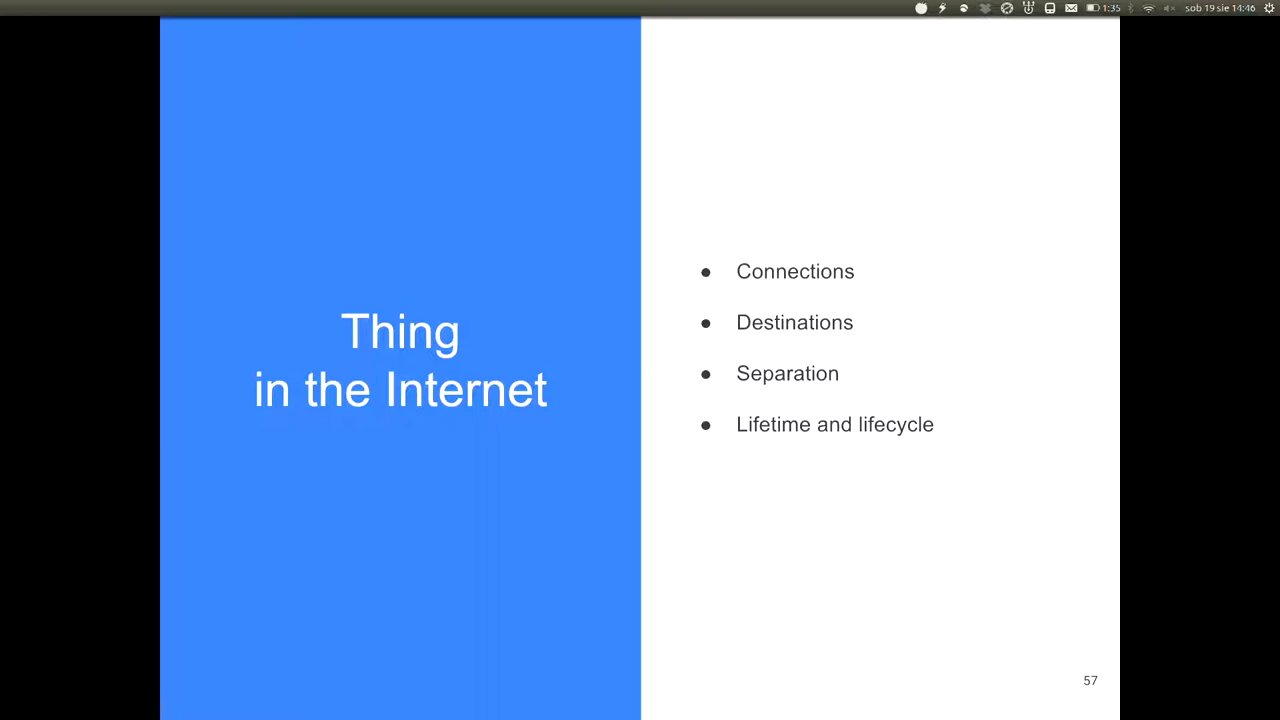 1:35
sob 19 sie 14:46
Thing
in the Internet
● Connections
● Destinations
● Separation
● Lifetime and lifecycle
57